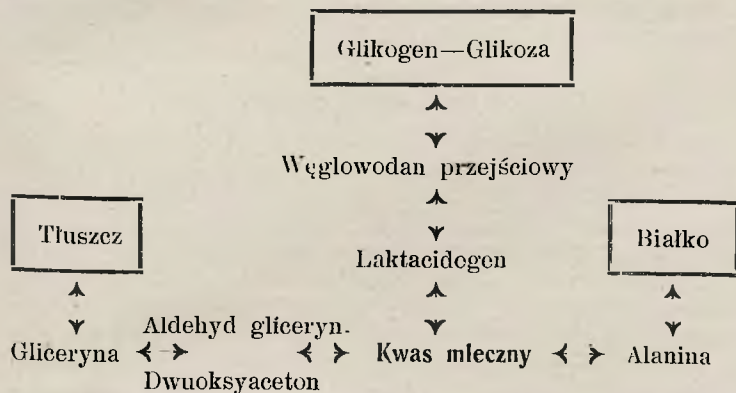 Glikogen—Glikoza
Węglowodan przejściowy
Tłuszcz
Białko
Laktacidogen
Aldehyd gliceryn.
Gliceryna
Kwas mleczny
Alanina
Dwuoksyaceton